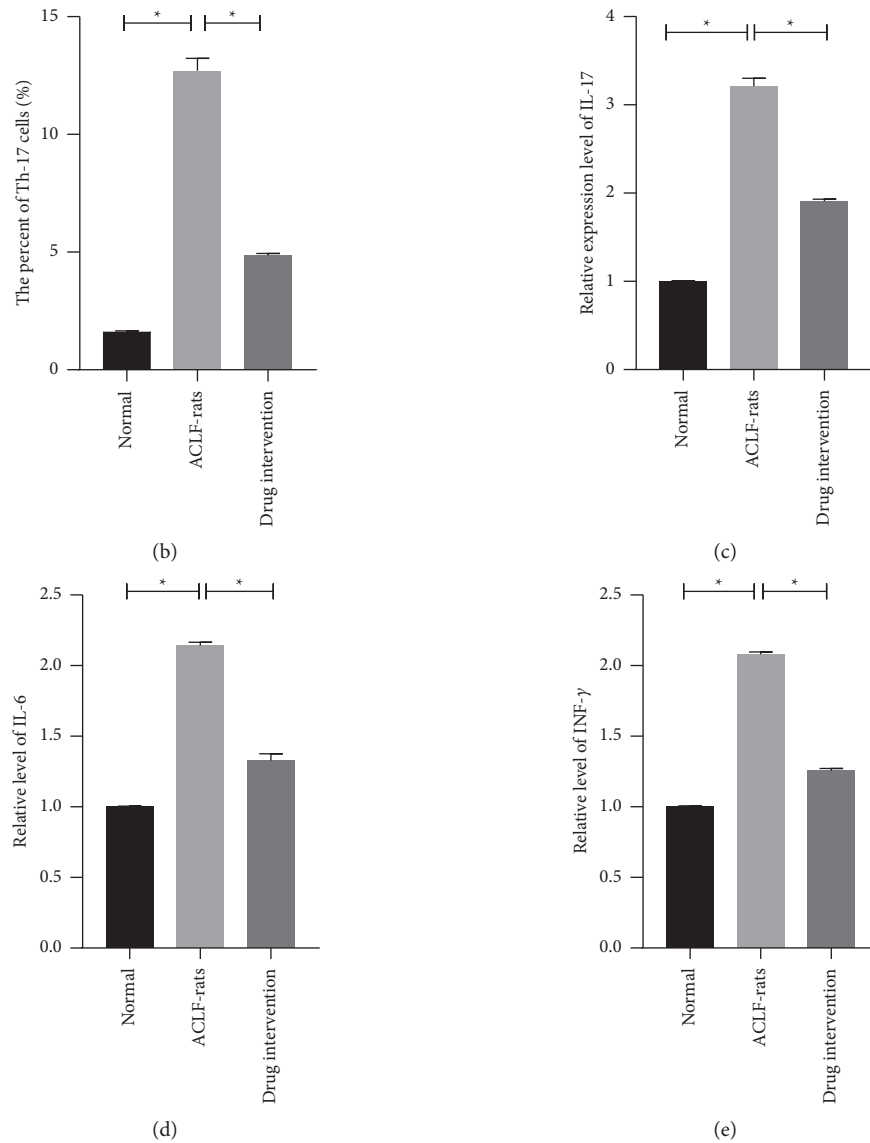 The percent of Th-17 cells (%)
15
10
5
0
* *
Normal
ACLF-rats
Drug intervention
(b)
Relative expression level of IL-17
4
3
2
1
0
* *
Normal
ACLF-rats
Drug intervention
(c)
Relative level of IL-6
2.5
2.0
1.5
1.0
0.5
0.0
* *
Normal
ACLF-rats
Drug intervention
(d)
Relative level of INF-γ
2.5
2.0
1.5
1.0
0.5
0.0
* *
Normal
ACLF-rats
Drug intervention
(e)